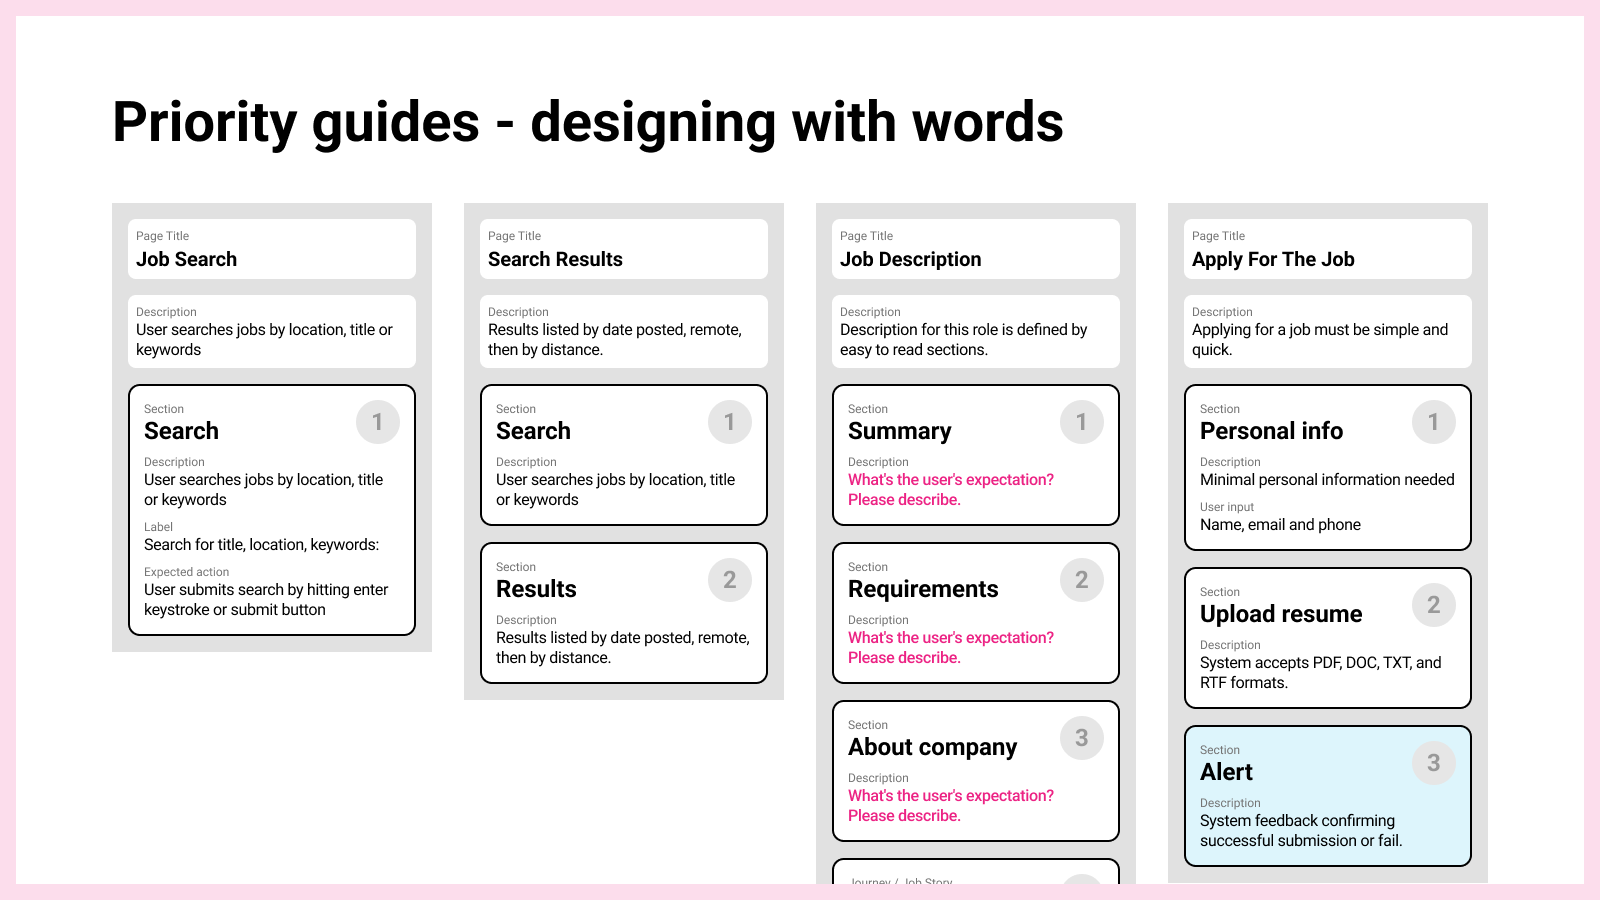 Priority guides - designing with words
Page Title
Job Search
Description
User searches jobs by location, title or
keywords
Section
Search
1
Description
User searches jobs by location, title
or keywords
Label
Search for title, location, keywords:
Expected action
User submits search by hitting enter
keystroke or submit button
Page Title
Search Results
Description
Results listed by date posted, remote,
then by distance.
Section
Search
1
Description
User searches jobs by location, title
or keywords
Section
Results
2
Description
Results listed by date posted, remote,
then by distance.
Page Title
Job Description
Description
Description for this role is defined by
easy to read sections.
Section
Summary
1
Description
What's the user's expectation?
Please describe.
Section
Requirements
2
Description
What's the user's expectation?
Please describe.
Section
About company
3
Description
What's the user's expectation?
Please describe.
Journey / Job Story
Page Title
Apply For The Job
Description
Applying for a job must be simple and
quick.
Section
Personal info
1
Description
Minimal personal information needed
User input
Name, email and phone
Section
Upload resume
2
Description
System accepts PDF, DOC, TXT, and
RTF formats.
Section
Alert
3
Description
System feedback confirming
successful submission or fail.